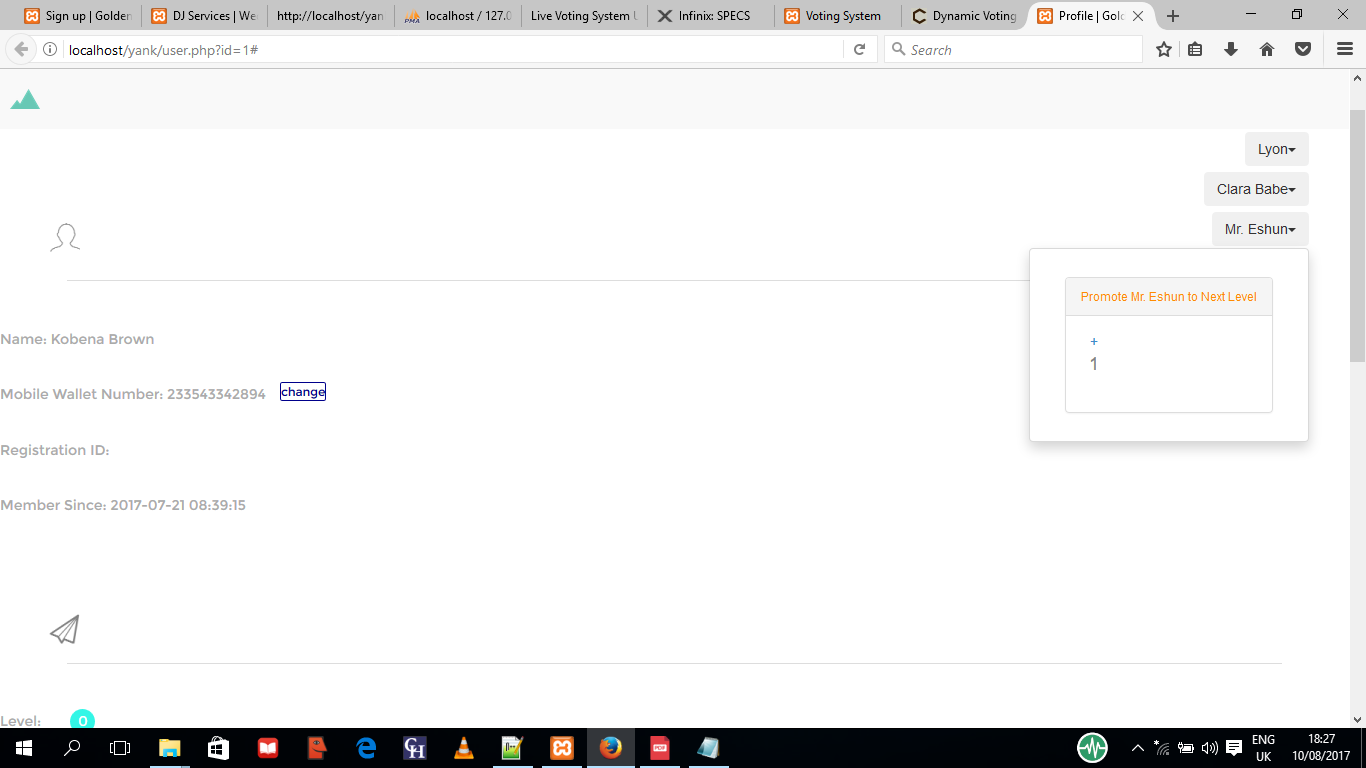 Sign up | Golden
DJ Services | We
http://localhost/yan
localhost / 127.0
Live Voting System U
Infinix: SPECS
Voting System
Dynamic Voting
Profile | Gold
localhost/yank/user.php?id=1#
Search
Lyon
Clara Babe
Mr. Eshun
Promote Mr. Eshun to Next Level
+
1
Name: Kobena Brown
Mobile Wallet Number: 233543342894 change
Registration ID:
Member Since: 2017-07-21 08:39:15
Level: 0
ENG
UK
18:27
10/08/2017